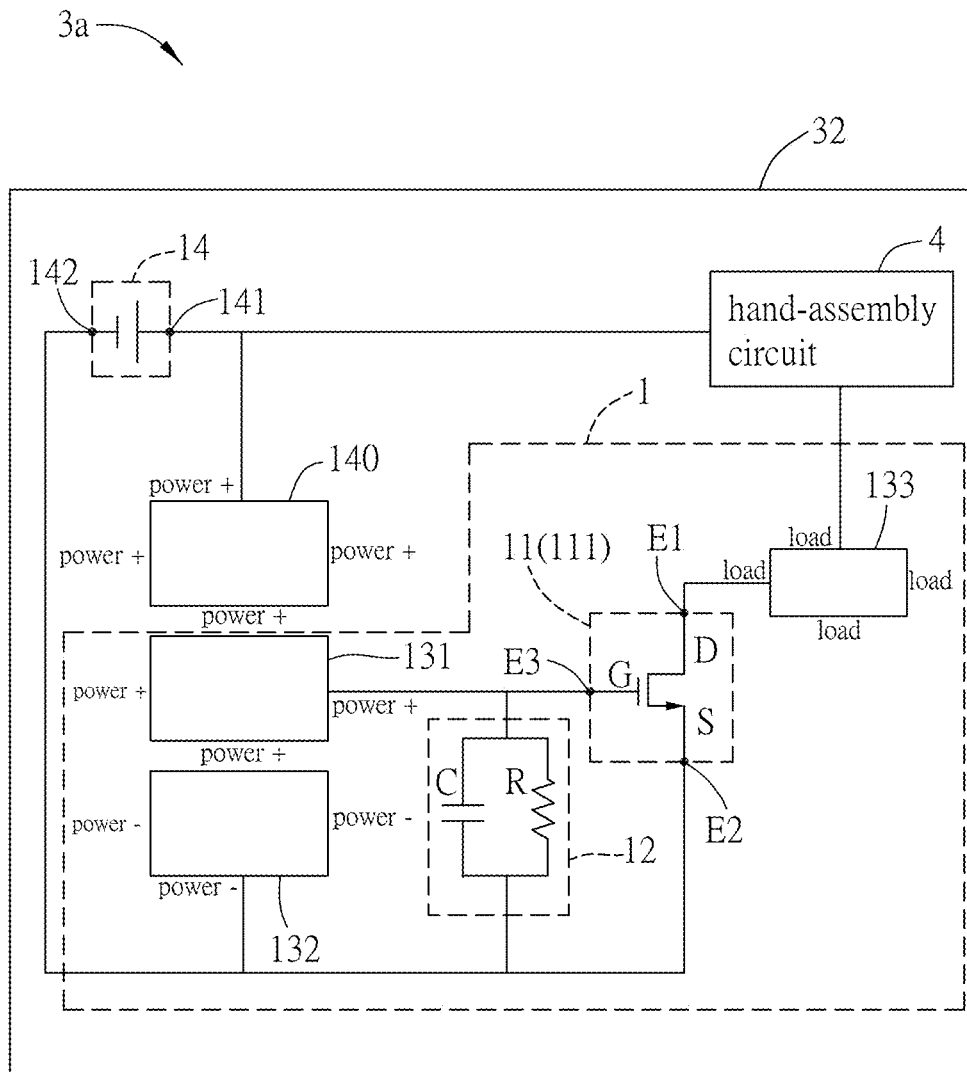 3a
32
14
142
141
4
hand-assembly
circuit
1
140
power +
power +
power +
power +
133
load
load
load
load
11(111)
E1
D
E3
G
S
131
power +
power +
power +
C
R
E2
12
power -
power -
power -
132